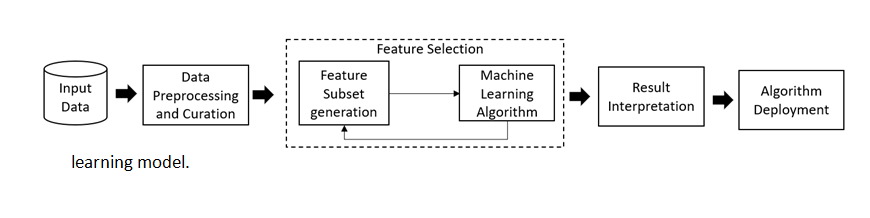 Feature Selection
Input
Data
Data
Preprocessing
and Curation
Feature
Subset
generation
Machine
Learning
Algorithm
Result
Interpretation
Algorithm
Deployment
learning model.